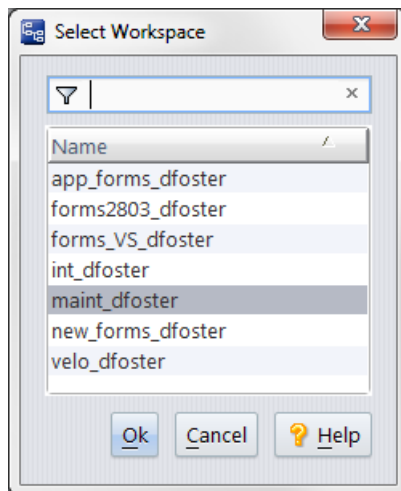 Select Workspace
Name
app_forms_dfoster
forms2803_dfoster
forms_VS_dfoster
int_dfoster
maint_dfoster
new_forms_dfoster
velo_dfoster
Ok Cancel Help